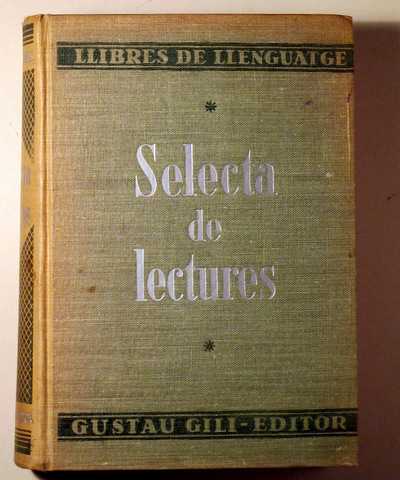 LLIBRES DE LLENGUATGE
*
Selecta
de
lectures
*
GUSTAU GILI-EDITOR